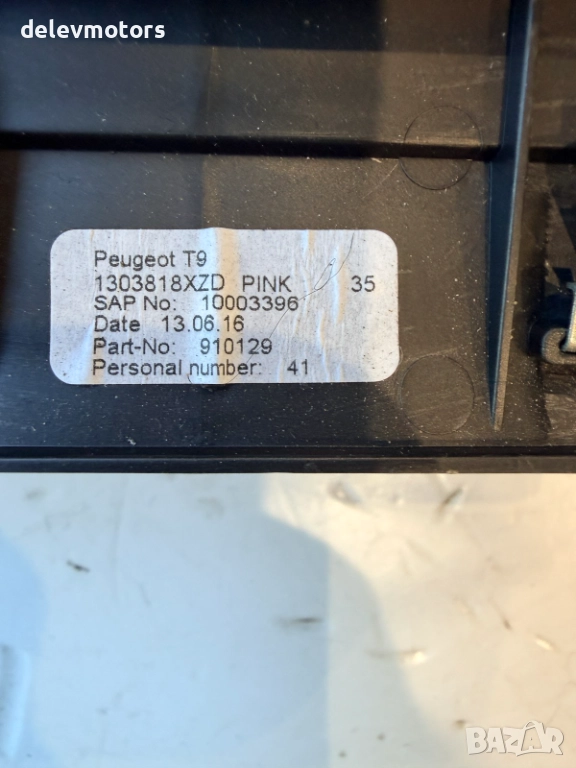 delevmotors
Peugeot T9
1303818XZD PINK 35
SAP No: 10003396
Date 13.06.16
Part-No: 910129
Personal number: 41
BAZAR